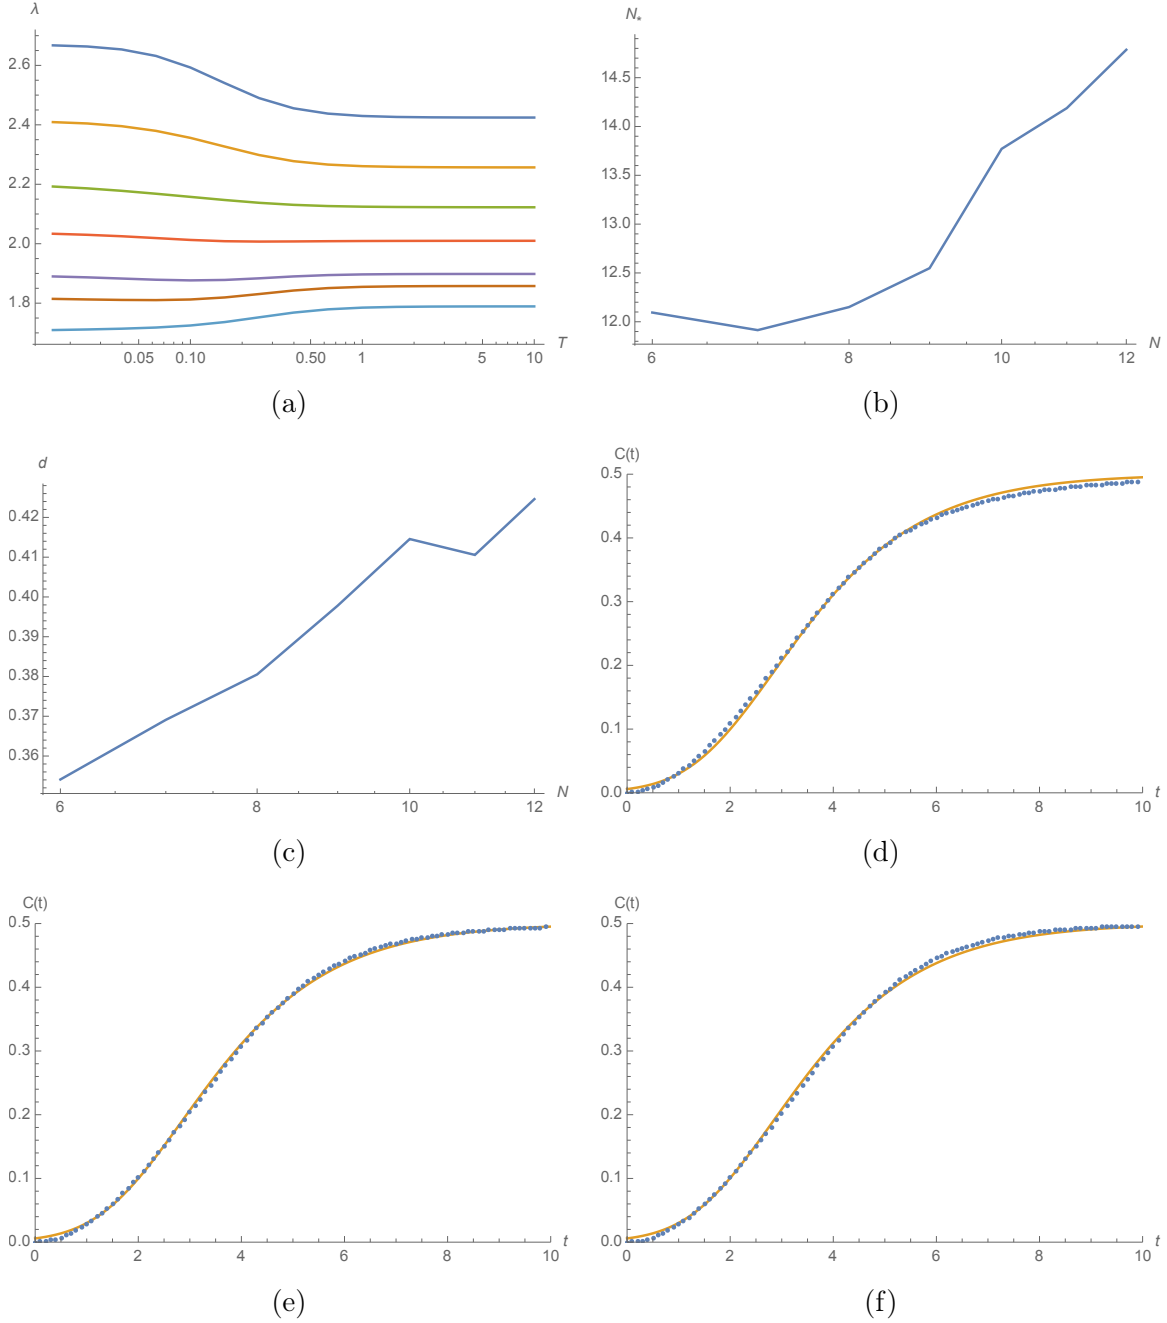 λ
2.6
2.4
2.2
2.0
1.8
0.05 0.10 0.50 1 5 10 T
(a)
N*
14.5
14.0
13.5
13.0
12.5
12.0
6 8 10 12 N
(b)
d
0.42
0.41
0.40
0.39
0.38
0.37
0.36
6 8 10 12 N
(c)
C(t)
0.5
0.4
0.3
0.2
0.1
0.0
0 2 4 6 8 10 t
(d)
C(t)
0.5
0.4
0.3
0.2
0.1
0.0
0 2 4 6 8 10 t
(e)
C(t)
0.5
0.4
0.3
0.2
0.1
0.0
0 2 4 6 8 10 t
(f)